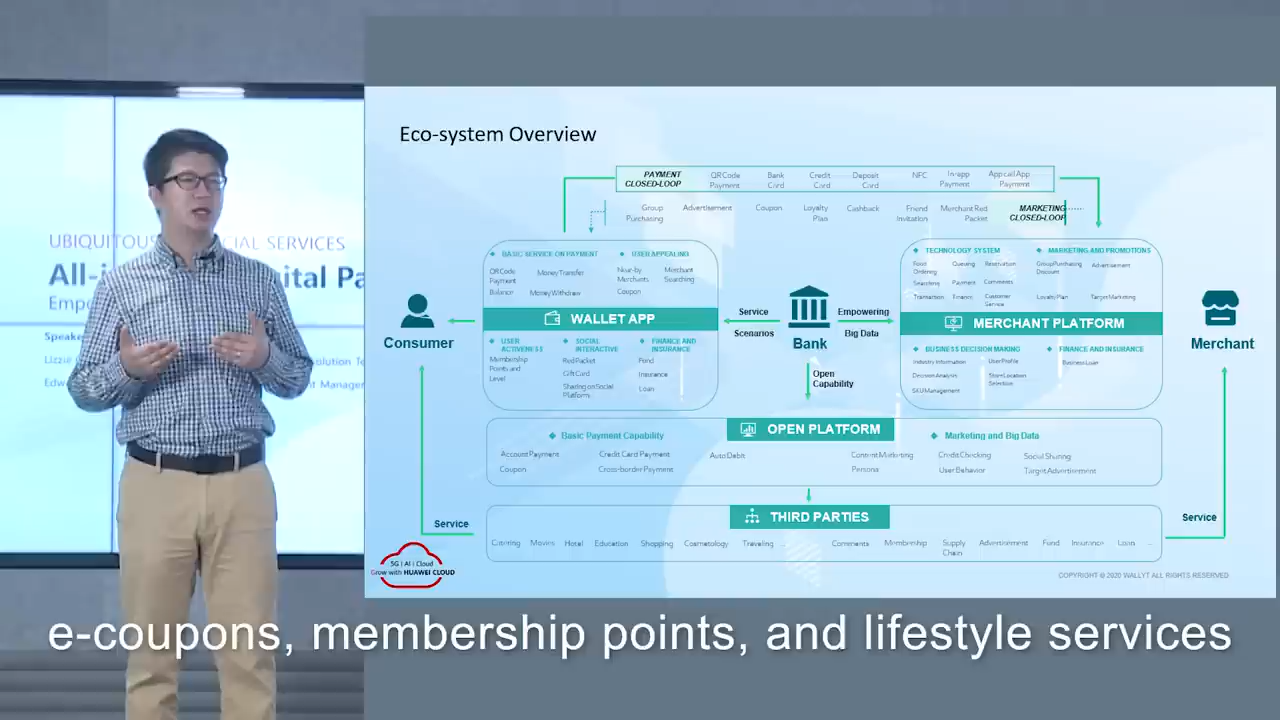 UBIQUITOUS
CIAL SERVICES
All-i
ital Pa
Empo
Speake
Lizzie
olution Te
Edwa
nt Manager
Eco-system Overview
PAYMENT
CLOSED-LOOP
QR Code
Payment
Bank
Card
Credit
Card
Deposit
Card
NFC
In-app
Payment
App call App
Payment
Group
Purchasing
Advertisement
Coupon
Loyalty
Plan
Cashback
Friend
Invitation
Merchant Red
Packet
MARKETING
CLOSED-LOOP
BASIC SERVICE ON PAYMENT
USER APPEALING
QR Code
Payment
Money Transfer
Near-by
Merchants
Merchant
Searching
Balance
Money Withdraw
Coupon
WALLET APP
USER
ACTIVENESS
SOCIAL
INTERACTIVE
FINANCE AND
INSURANCE
Membership
Points and
Level
Red Packet
Gift Card
Sharing on Social
Platform
Fund
Insurance
Loan
Consumer
Service
Scenarios
Bank
Empowering
Big Data
Open
Capability
TECHNOLOGY SYSTEM
MARKETING AND PROMOTIONS
Food
Ordering
Queuing
Reservation
Group Purchasing
Discount
Advertisement
Searching
Payment
Comments
Transaction
Finance
Customer
Service
Loyalty Plan
Target Marketing
MERCHANT PLATFORM
BUSINESS DECISION MAKING
FINANCE AND INSURANCE
Industry Information
User Profile
Business Loan
Decision Analysis
Store Location
Selection
SKU Management
Merchant
OPEN PLATFORM
Basic Payment Capability
Marketing and Big Data
Account Payment
Credit Card Payment
Auto Debit
Content Marketing
Credit Checking
Social Sharing
Coupon
Cross-border Payment
Persona
User Behavior
Target Advertisement
THIRD PARTIES
Service
Service
Catering
Movies
Hotel
Education
Shopping
Cosmetology
Traveling
...
Comments
Membership
Supply
Chain
Advertisement
Fund
Insurance
Loan
...
5G | AI | Cloud
Grow with HUAWEI CLOUD
COPYRIGHT © 2020 WALLYT ALL RIGHTS RESERVED
e-coupons, membership points, and lifestyle services